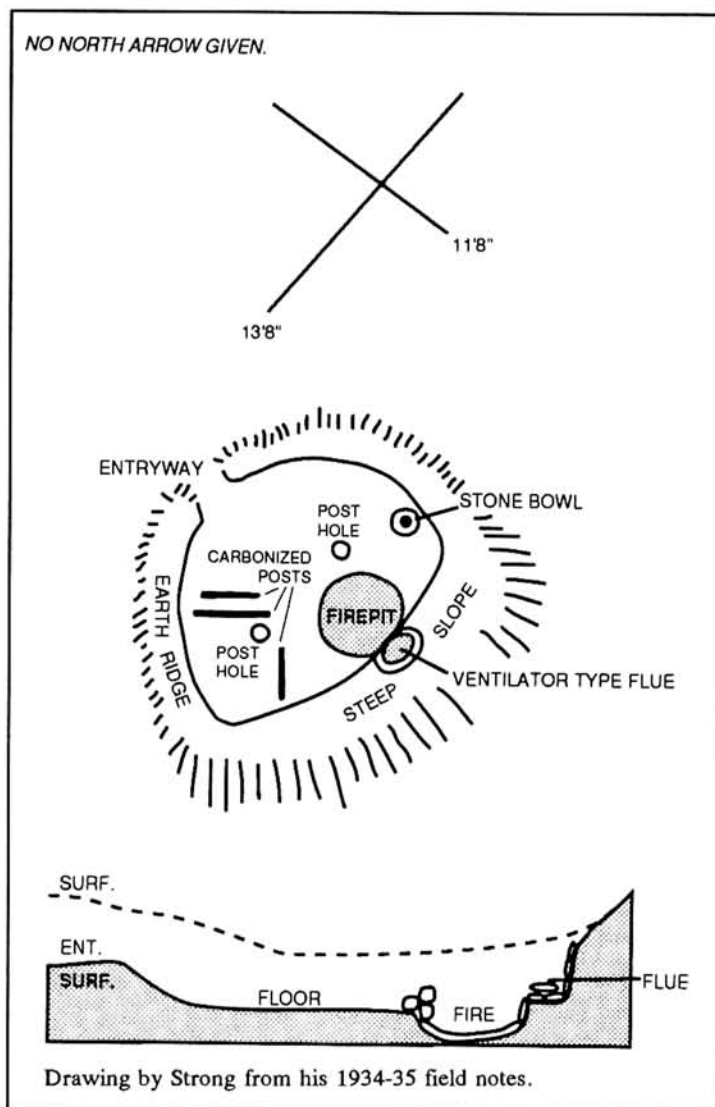 NO NORTH ARROW GIVEN.
11'8"
13'8"
ENTRYWAY
STONE BOWL
POST
HOLE
CARBONIZED
POSTS
EARTH RIDGE
FIREPIT
POST
HOLE
STEEP SLOPE
VENTILATOR TYPE FLUE
SURF.
ENT.
SURF.
FLOOR
FIRE
FLUE
Drawing by Strong from his 1934-35 field notes.